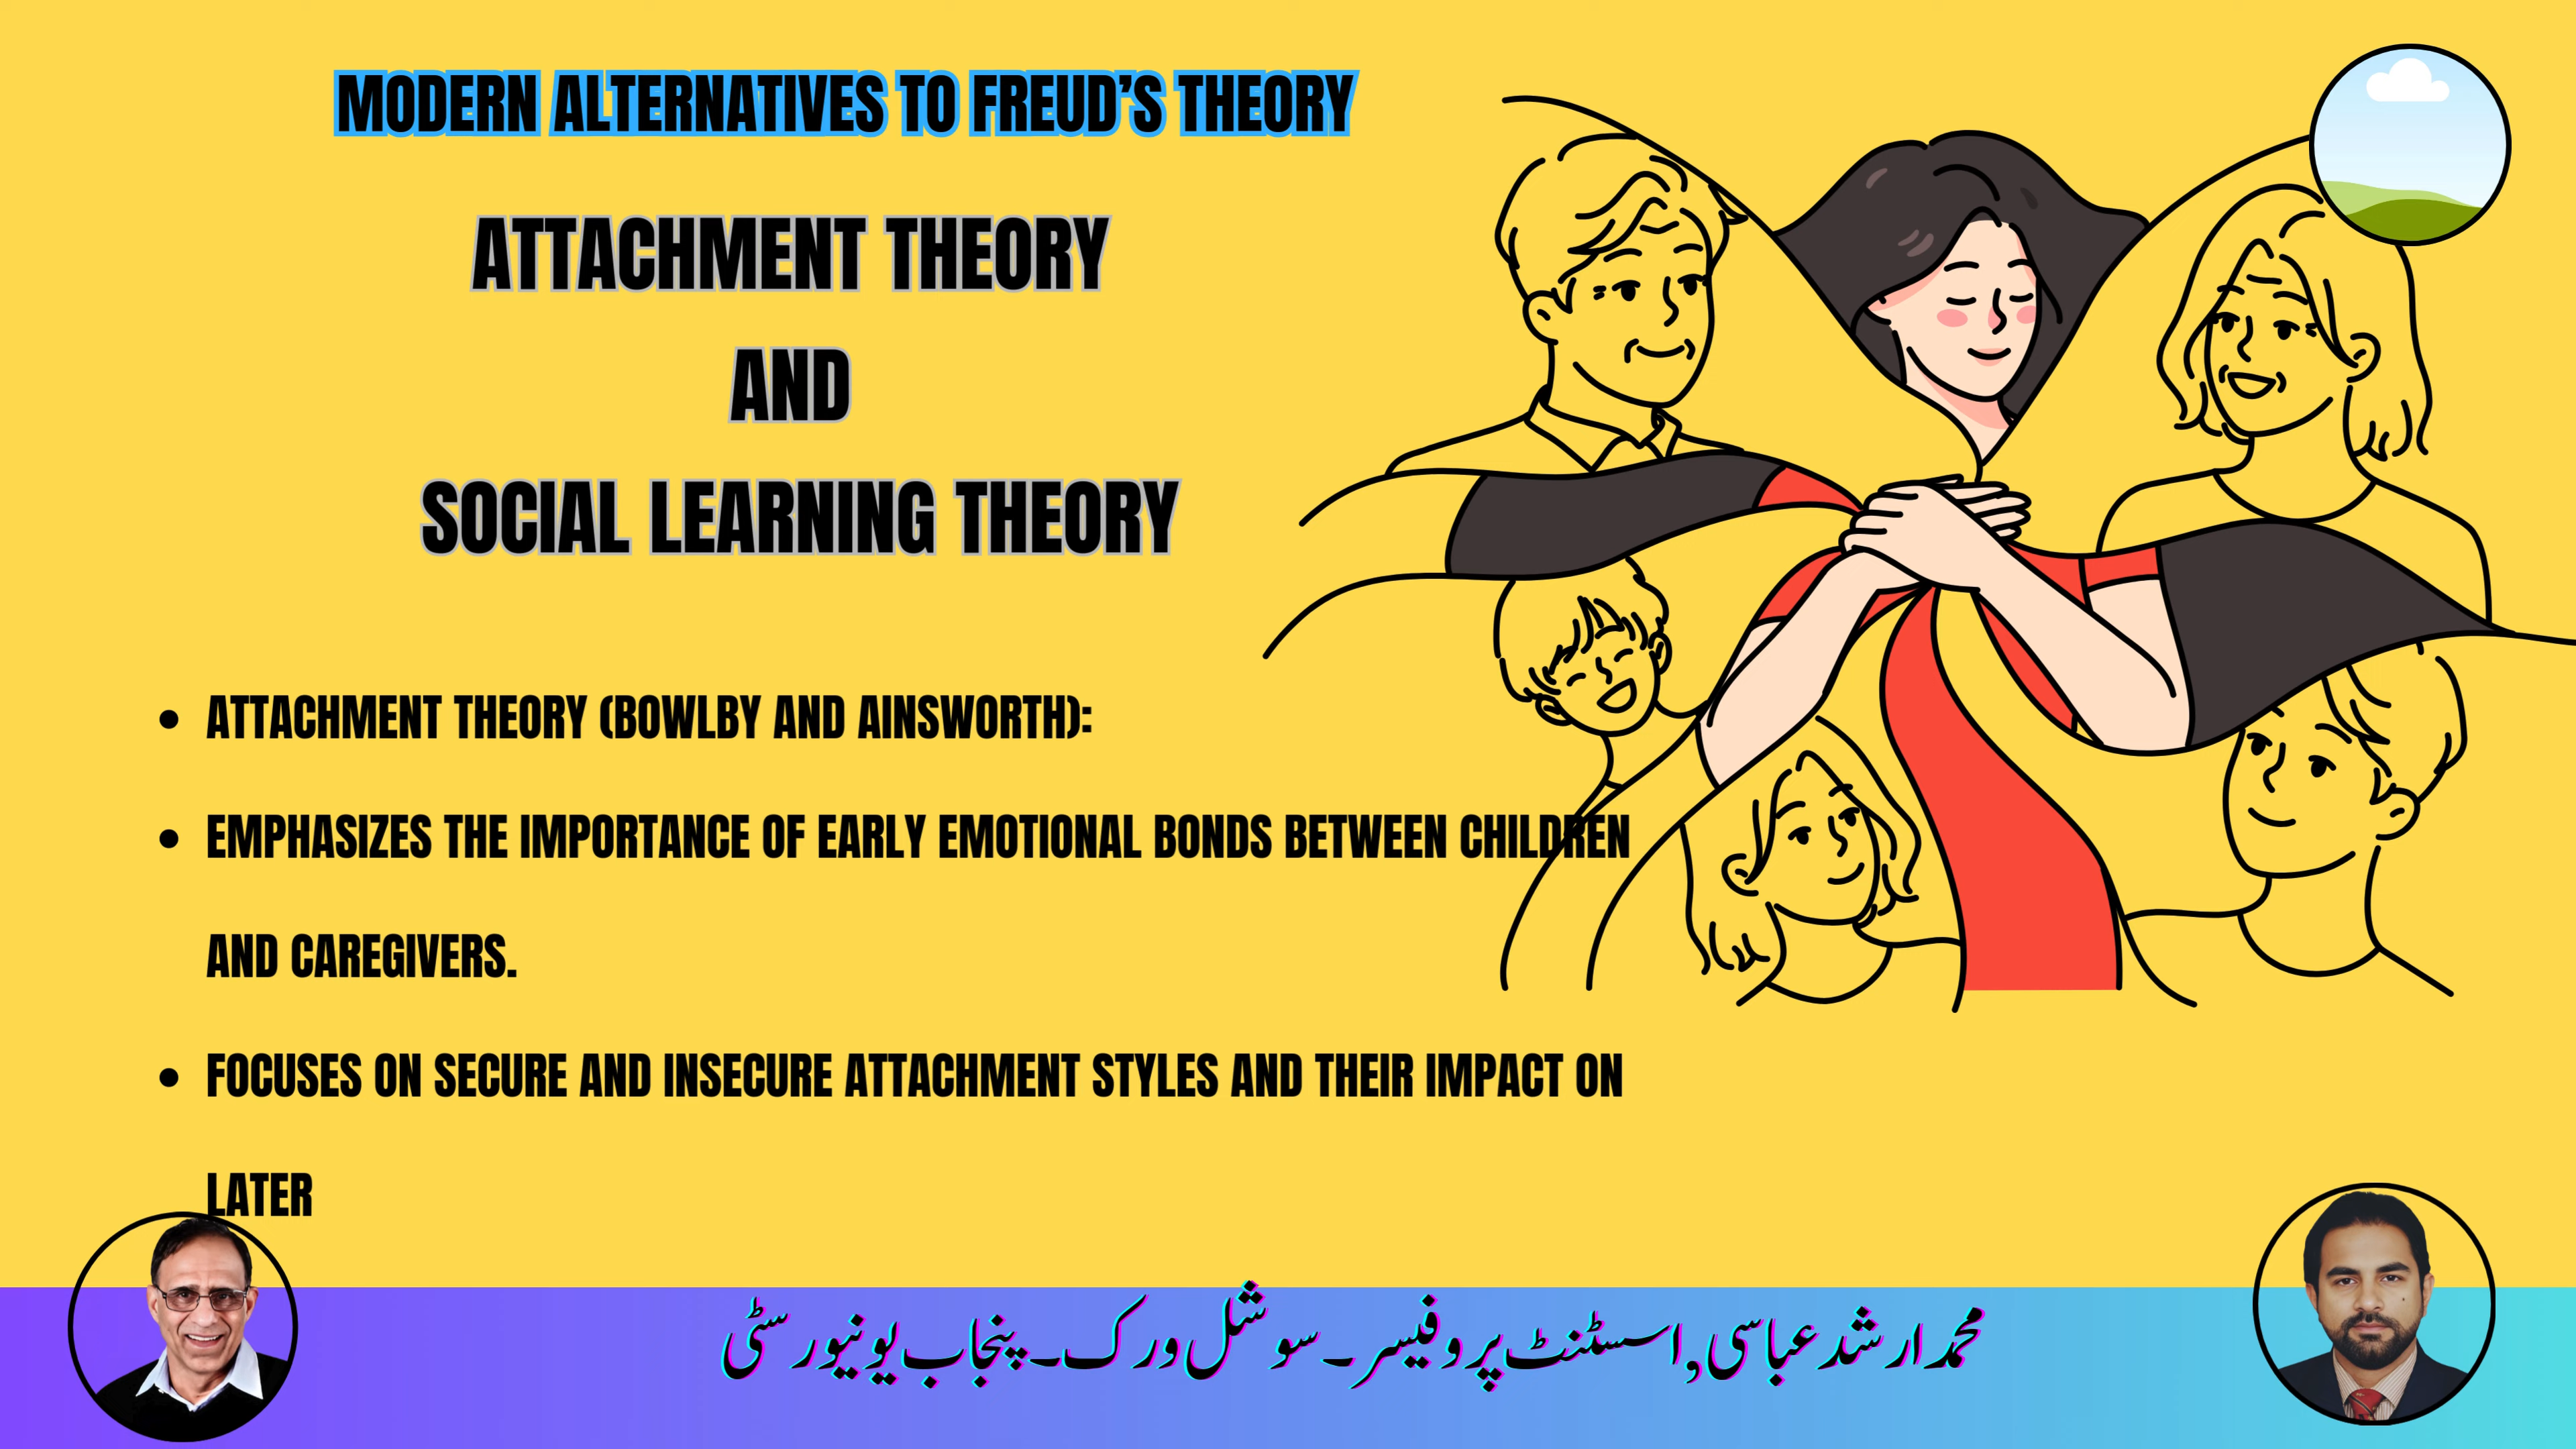 MODERN ALTERNATIVES TO FREUD'S THEORY
ATTACHMENT THEORY
AND
SOCIAL LEARNING THEORY
• ATTACHMENT THEORY (BOWLBY AND AINSWORTH):
• EMPHASIZES THE IMPORTANCE OF EARLY EMOTIONAL BONDS BETWEEN CHILDREN
AND CAREGIVERS.
• FOCUSES ON SECURE AND INSECURE ATTACHMENT STYLES AND THEIR IMPACT ON
LATER
محمد ارشد عباسی, اسسٹنٹ پروفیسر۔ سوشل ورک۔ پنجاب یونیورسٹی